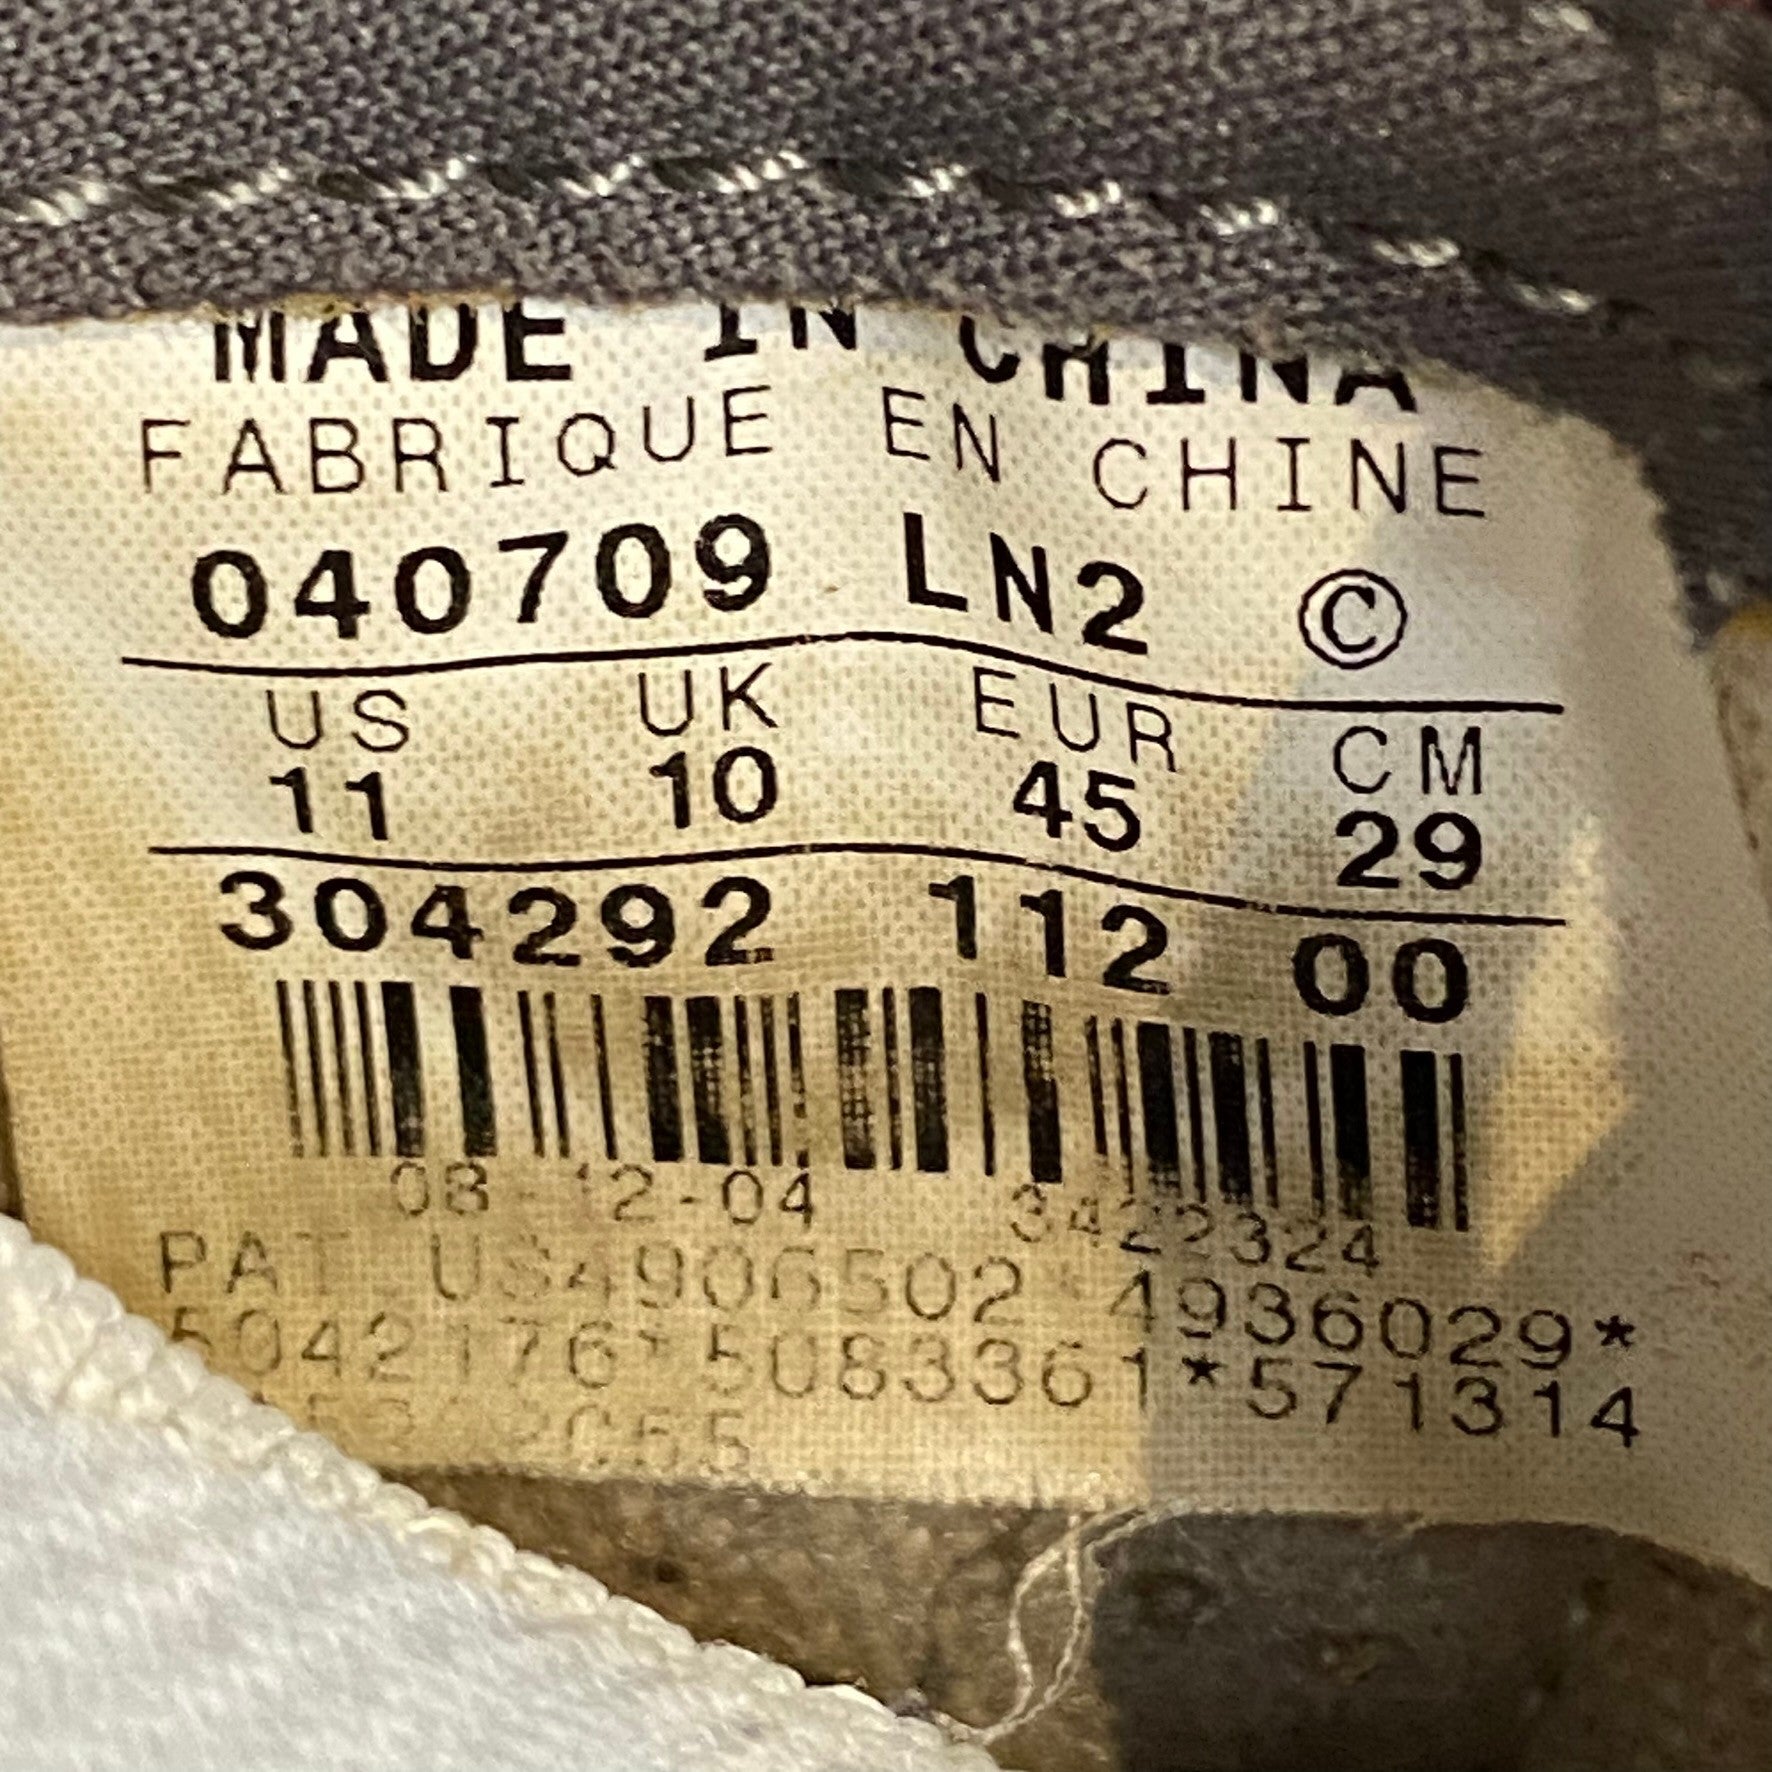 MADE IN CHINA
FABRIQUE EN CHINE
040709 LN2 ©
US UK EUR CM
11 10 45 29
304292 112 00
08-12-04 3422324
PAT US4906502*4936029*
5042176*5083361*571314